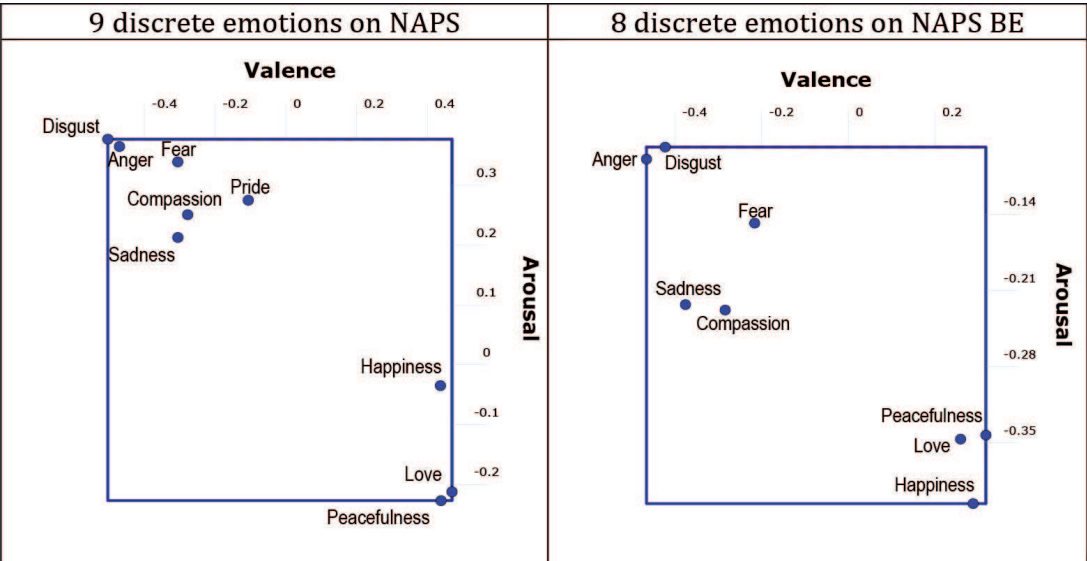 9 discrete emotions on NAPS
Valence
-0.4 -0.2 0 0.2 0.4
Disgust
Anger
Fear
Pride
Compassion
Sadness
0.3
0.2
0.1
0
-0.1
-0.2
Arousal
Happiness
Love
Peacefulness
8 discrete emotions on NAPS BE
Valence
-0.4 -0.2 0 0.2
Anger
Disgust
Fear
Sadness
Compassion
-0.14
-0.21
-0.28
-0.35
Arousal
Peacefulness
Love
Happiness